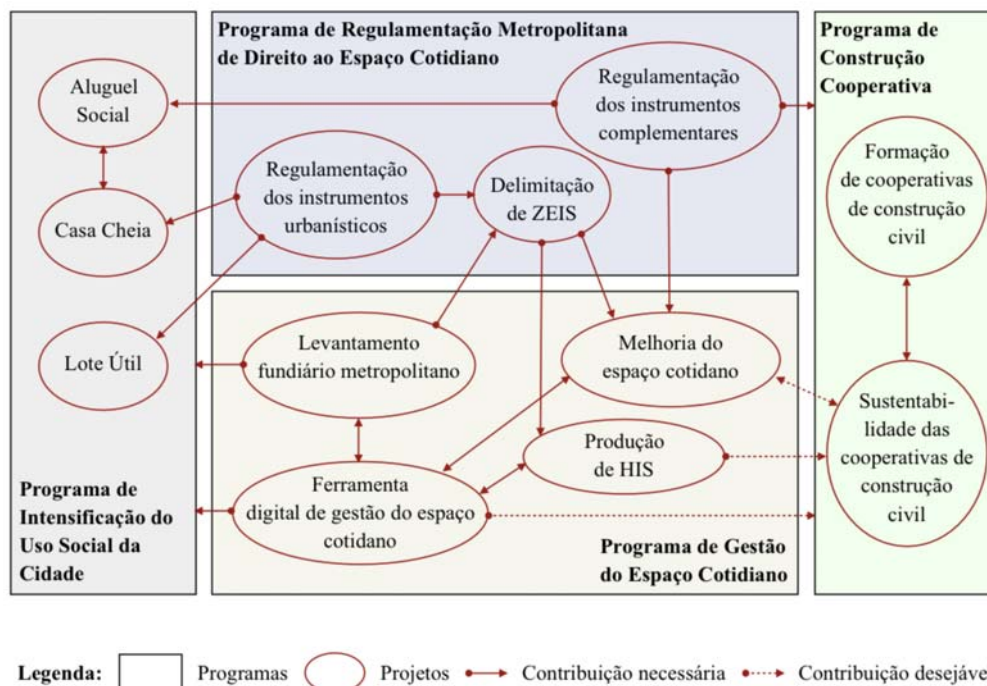 Programa de Regulamentação Metropolitana
de Direito ao Espaço Cotidiano
Programa de
Construção
Cooperativa
Aluguel
Social
Regulamentação
dos instrumentos
complementares
Regulamentação
dos instrumentos
urbanísticos
Delimitação
de ZEIS
Formação
de cooperativas
de construção
civil
Casa Cheia
Lote Útil
Levantamento
fundiário metropolitano
Melhoria do
espaço cotidano
Sustentabi-
lidade das
cooperativas de
construção
civil
Produção
de HIS
Ferramenta
digital de gestão do espaço
cotidano
Programa de
Intensificação do
Uso Social da
Cidade
Programa de Gestão
do Espaço Cotidiano
Legenda: Programas Projetos Contribuição necessária Contribuição desejáve